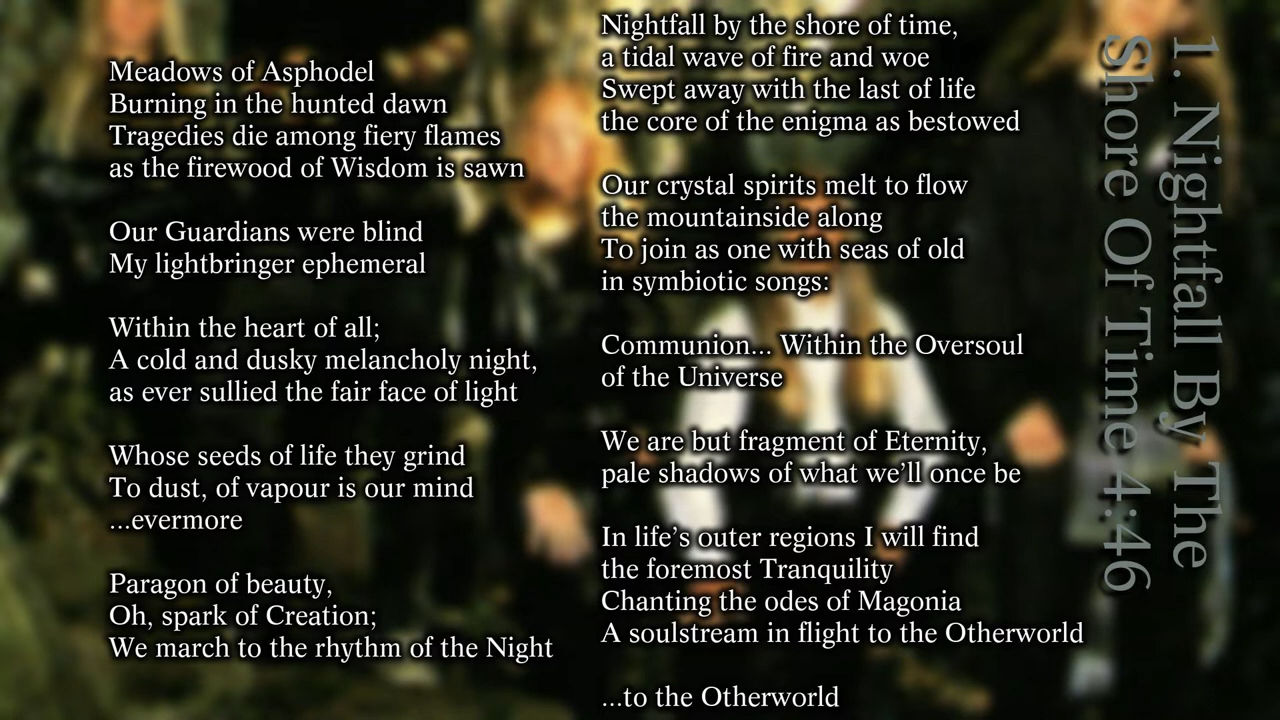 Meadows of Asphodel
Burning in the hunted dawn
Tragedies die among fiery flames
as the firewood of Wisdom is sawn
Our Guardians were blind
My lightbringer ephemeral
Within the heart of all;
A cold and dusky melancholy night,
as ever sullied the fair face of light
Whose seeds of life they grind
To dust, of vapour is our mind
...evermore
Paragon of beauty,
Oh, spark of Creation;
We march to the rhythm of the Night
Nightfall by the shore of time,
a tidal wave of fire and woe
Swept away with the last of life
the core of the enigma as bestowed
Our crystal spirits melt to flow
the mountainside along
To join as one with seas of old
in symbiotic songs:
Communion... Within the Oversoul
of the Universe
We are but fragment of Eternity,
pale shadows of what we’ll once be
In life’s outer regions I will find
the foremost Tranquility
Chanting the odes of Magonia
A soulstream in flight to the Otherworld
...to the Otherworld
1. Nightfall By The
Shore Of Time 4:46